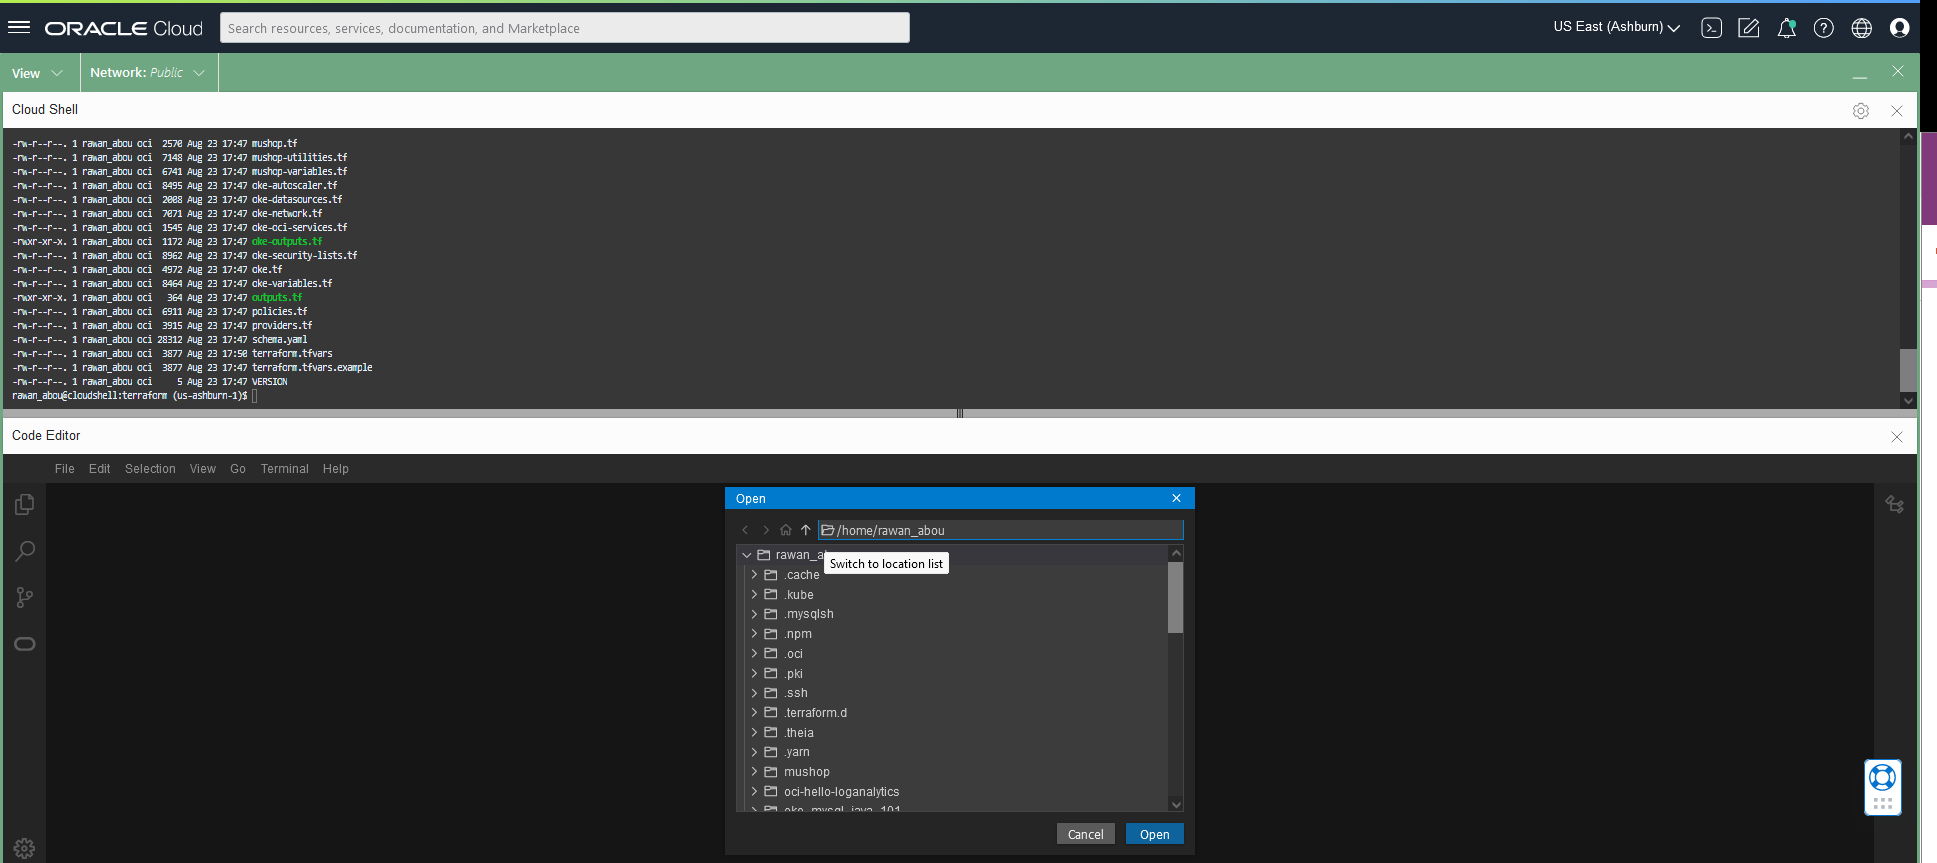 ORACLE Cloud
Search resources, services, documentation, and Marketplace
US East (Ashburn)
View
Network: Public
Cloud Shell
-rw-r--r--. 1 rawan_abou oci  2570 Aug 23 17:47 mushop.tf
-rw-r--r--. 1 rawan_abou oci  7148 Aug 23 17:47 mushop-utilities.tf
-rw-r--r--. 1 rawan_abou oci  6741 Aug 23 17:47 mushop-variables.tf
-rw-r--r--. 1 rawan_abou oci  8495 Aug 23 17:47 oke-autoscaler.tf
-rw-r--r--. 1 rawan_abou oci  2008 Aug 23 17:47 oke-datasources.tf
-rw-r--r--. 1 rawan_abou oci  7071 Aug 23 17:47 oke-network.tf
-rw-r--r--. 1 rawan_abou oci  1545 Aug 23 17:47 oke-oci-services.tf
-rwxr-xr-x. 1 rawan_abou oci  1172 Aug 23 17:47 oke-outputs.tf
-rw-r--r--. 1 rawan_abou oci  8962 Aug 23 17:47 oke-security-lists.tf
-rw-r--r--. 1 rawan_abou oci  4972 Aug 23 17:47 oke.tf
-rw-r--r--. 1 rawan_abou oci  8464 Aug 23 17:47 oke-variables.tf
-rwxr-xr-x. 1 rawan_abou oci   364 Aug 23 17:47 outputs.tf
-rw-r--r--. 1 rawan_abou oci  6911 Aug 23 17:47 policies.tf
-rw-r--r--. 1 rawan_abou oci  3915 Aug 23 17:47 providers.tf
-rw-r--r--. 1 rawan_abou oci 28312 Aug 23 17:47 schema.yaml
-rw-r--r--. 1 rawan_abou oci  3877 Aug 23 17:50 terraform.tfvars
-rw-r--r--. 1 rawan_abou oci  3877 Aug 23 17:47 terraform.tfvars.example
-rw-r--r--. 1 rawan_abou oci     5 Aug 23 17:47 VERSION
rawan_abou@cloudshell:terraform (us-ashburn-1)$
Code Editor
File Edit Selection View Go Terminal Help
Open
/home/rawan_abou
rawan_a
Switch to location list
.cache
.kube
.mysqlsh
.npm
.oci
.pki
.ssh
.terraform.d
.theia
.yarn
mushop
oci-hello-loganalytics
oke_mysql_java_101
Cancel Open